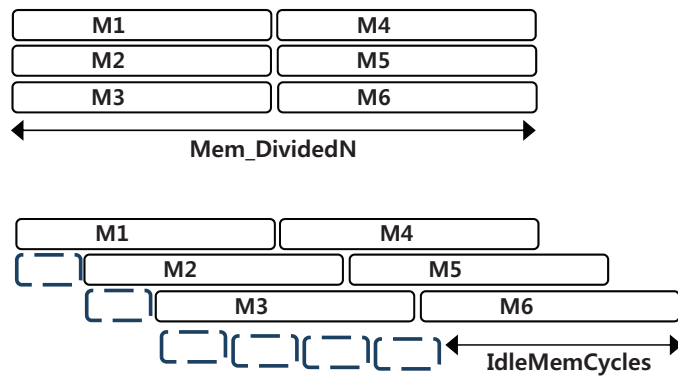 M1 M4
M2 M5
M3 M6
Mem_DividedN
M1 M4
M2 M5
M3 M6
IdleMemCycles